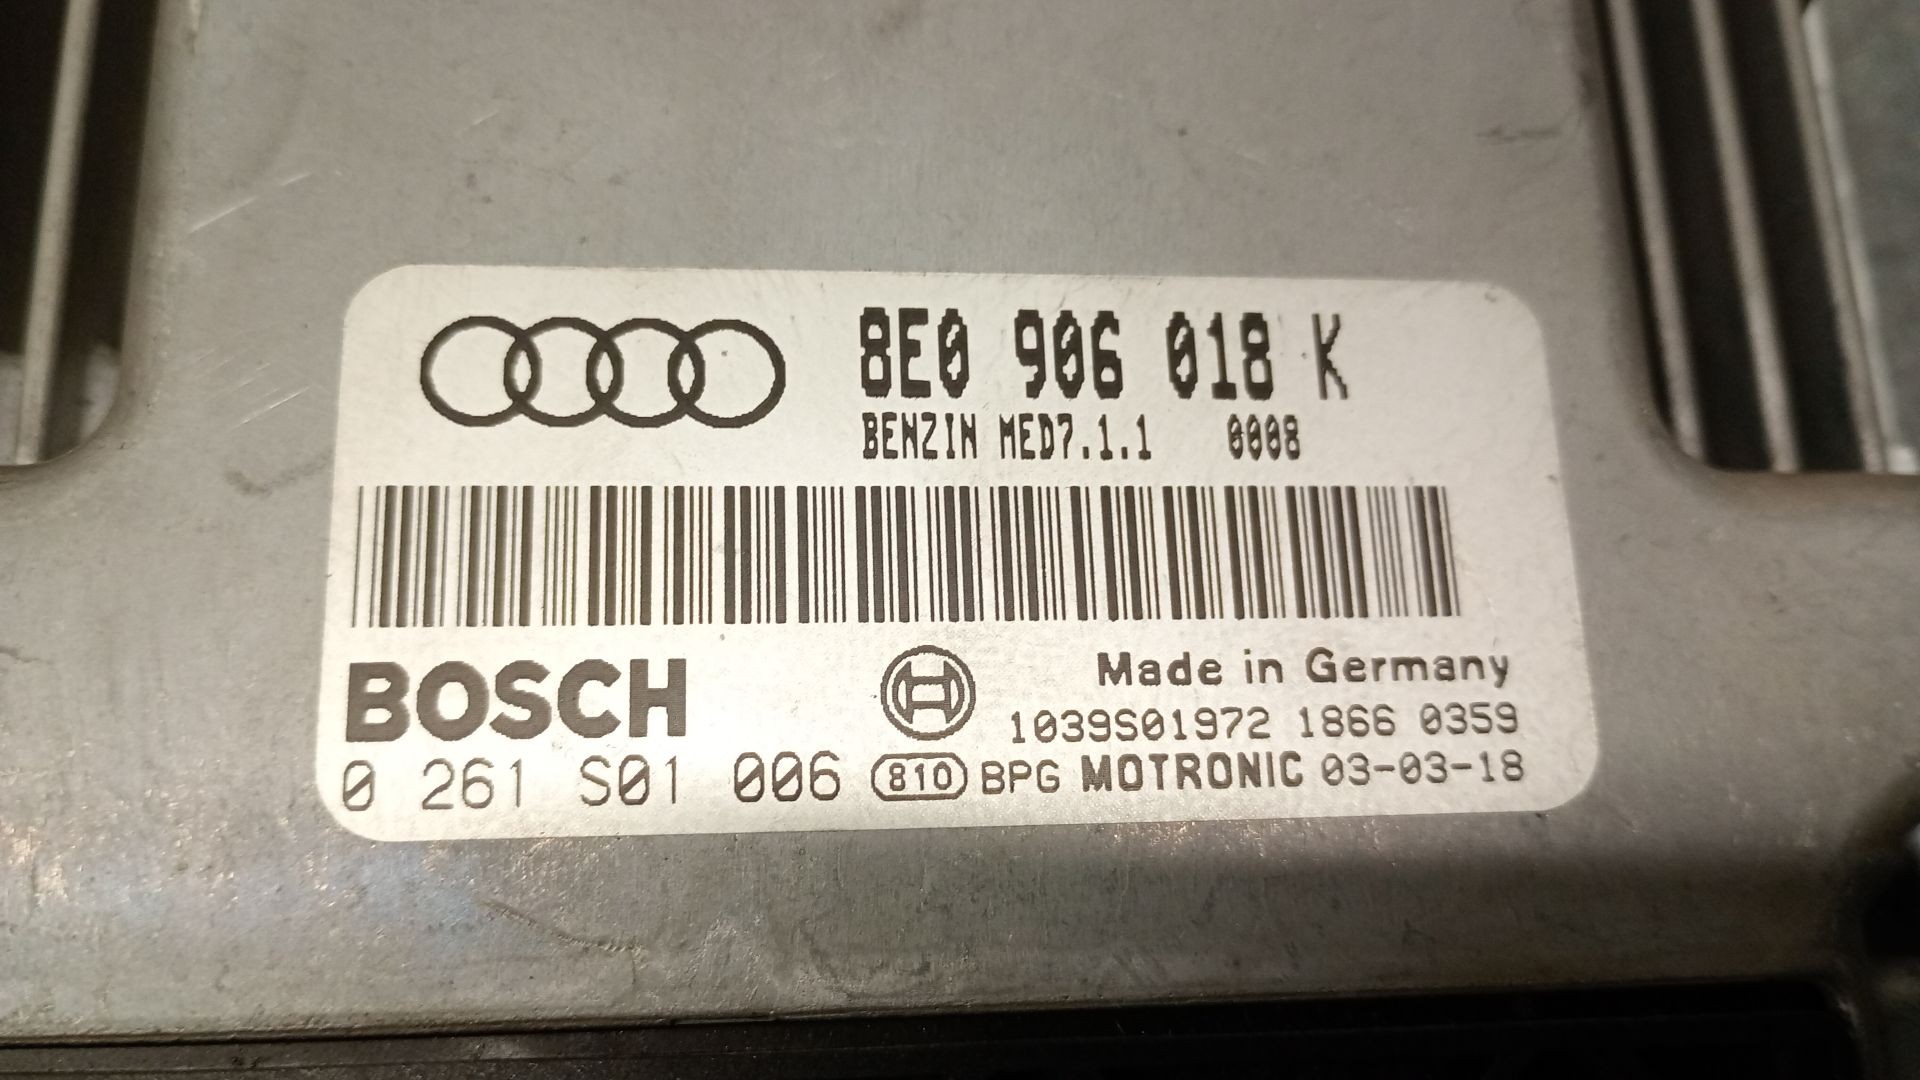 8E0 906 018 K
BENZIN MED7.1.1 0008
BOSCH
Made in Germany
1039S01972 1866 0359
0 261 S01 006 810 BPG MOTRONIC 03-03-18